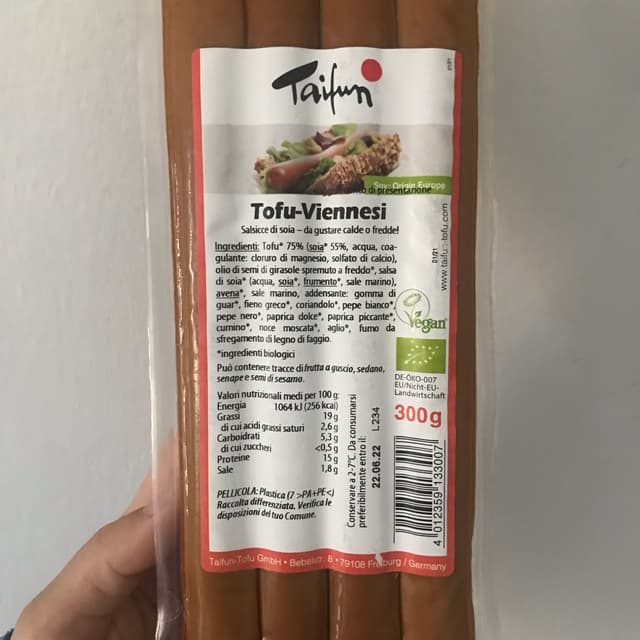 Taifun
Soy: Origin Europe
to di presentazione
Tofu-Viennesi
Salsicce di soia – da gustare calde o fredde!
Ingredienti: Tofu* 75% (soia* 55%, acqua, coa-
gulante: cloruro di magnesio, solfato di calcio),
olio di semi di girasole spremuto a freddo*, salsa
di soia* (acqua, soia*, frumento*, sale marino),
avena*, sale marino, addensante: gomma di
guar*, fieno greco*, coriandolo*, pepe bianco*,
pepe nero*, paprica dolce*, paprica piccante*,
cumino*, noce moscata*, aglio*, fumo da
sfregamento di legno di faggio.
*ingredienti biologici
Può contenere tracce di frutta a guscio, sedano,
senape e semi di sesamo.
Valori nutrizionali medi per 100 g:
Energia 1064 kJ (256 kcal)
Grassi 19 g
di cui acidi grassi saturi 2,6 g
Carboidrati 5,3 g
di cui zuccheri <0,5 g
Proteine 15 g
Sale 1,8 g
PELLICOLA: Plastica (7 >PA+PE<)
Raccolta differenziata. Verifica le
disposizioni del tuo Comune.
Conservare a 2-7°C. Da consumarsi
preferibilmente entro il:
22.06.22 L234
01/21
Vegan
DE-ÖKO-007
EU/Nicht-EU-
Landwirtschaft
300g
4 012359 133007
Taifun-Tofu GmbH • Bebelstr. 8 • 79108 Freiburg / Germany